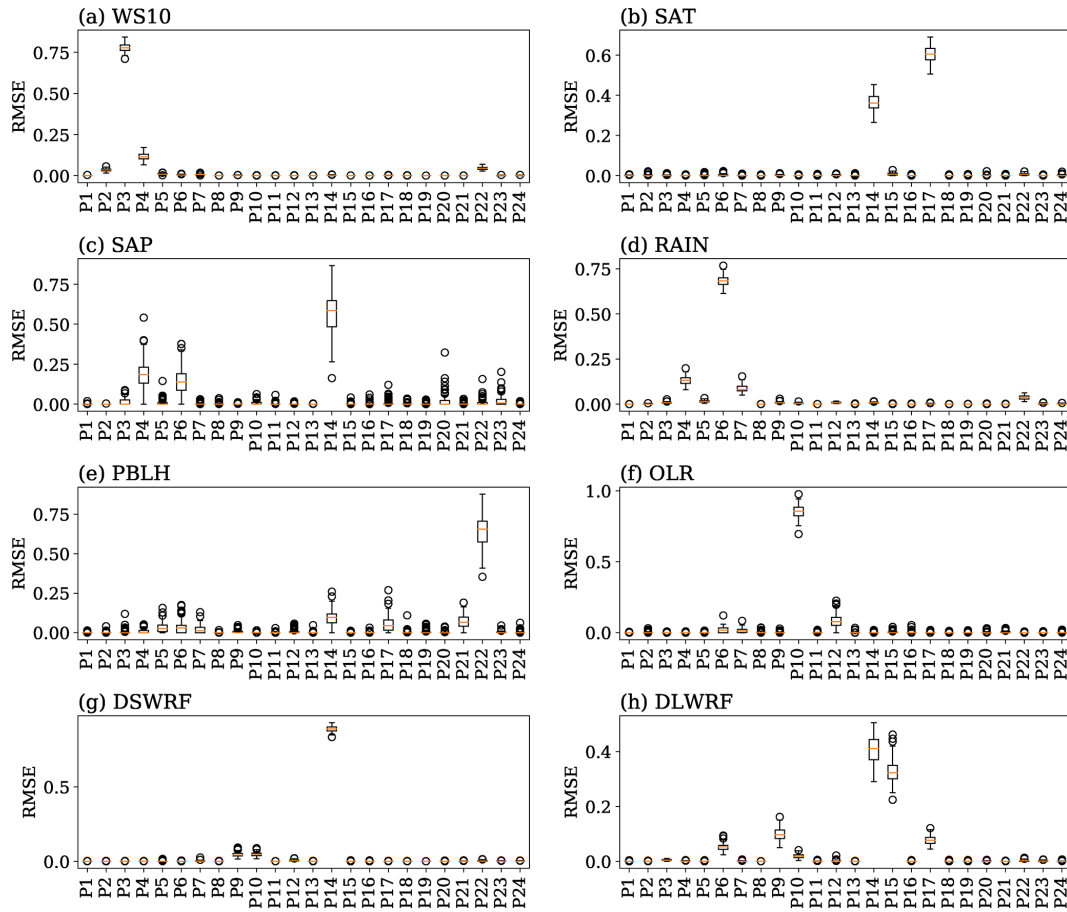 (a) WS10
RMSE
0.75
0.50
0.25
0.00
P1 P2 P3 P4 P5 P6 P7 P8 P9 P10 P11 P12 P13 P14 P15 P16 P17 P18 P19 P20 P21 P22 P23 P24
(b) SAT
RMSE
0.6
0.4
0.2
0.0
P1 P2 P3 P4 P5 P6 P7 P8 P9 P10 P11 P12 P13 P14 P15 P16 P17 P18 P19 P20 P21 P22 P23 P24
(c) SAP
RMSE
0.75
0.50
0.25
0.00
P1 P2 P3 P4 P5 P6 P7 P8 P9 P10 P11 P12 P13 P14 P15 P16 P17 P18 P19 P20 P21 P22 P23 P24
(d) RAIN
RMSE
0.75
0.50
0.25
0.00
P1 P2 P3 P4 P5 P6 P7 P8 P9 P10 P11 P12 P13 P14 P15 P16 P17 P18 P19 P20 P21 P22 P23 P24
(e) PBLH
RMSE
0.75
0.50
0.25
0.00
P1 P2 P3 P4 P5 P6 P7 P8 P9 P10 P11 P12 P13 P14 P15 P16 P17 P18 P19 P20 P21 P22 P23 P24
(f) OLR
RMSE
1.0
0.5
0.0
P1 P2 P3 P4 P5 P6 P7 P8 P9 P10 P11 P12 P13 P14 P15 P16 P17 P18 P19 P20 P21 P22 P23 P24
(g) DSWRF
RMSE
0.5
0.0
P1 P2 P3 P4 P5 P6 P7 P8 P9 P10 P11 P12 P13 P14 P15 P16 P17 P18 P19 P20 P21 P22 P23 P24
(h) DLWRF
RMSE
0.4
0.2
0.0
P1 P2 P3 P4 P5 P6 P7 P8 P9 P10 P11 P12 P13 P14 P15 P16 P17 P18 P19 P20 P21 P22 P23 P24